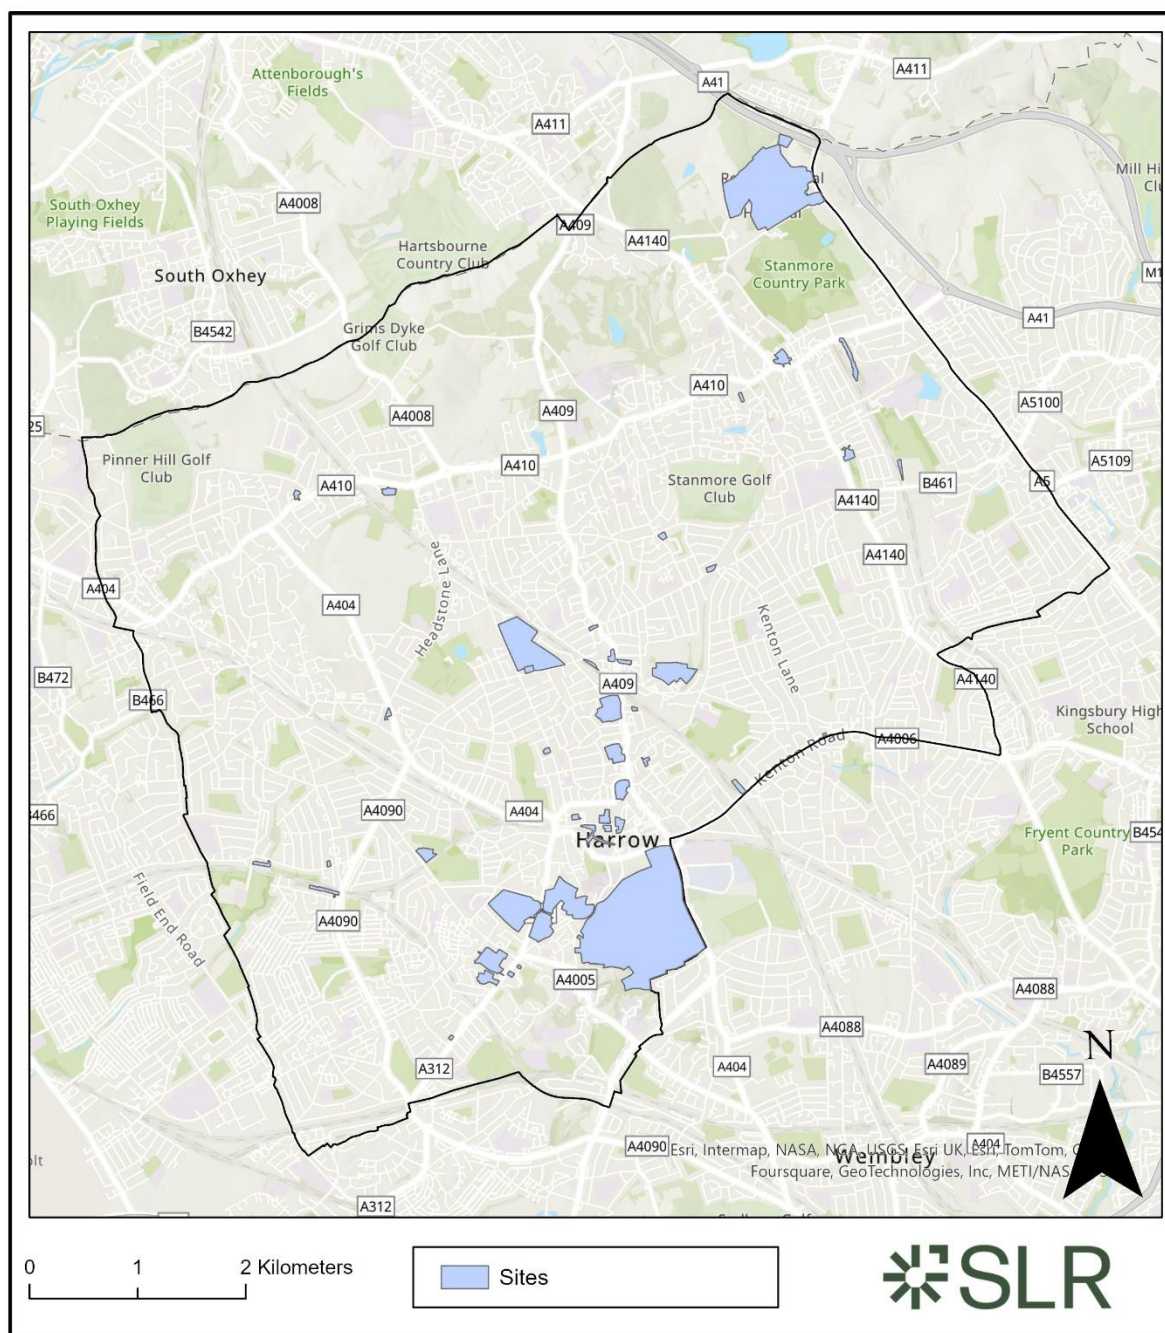 A41
A411
Attenborough's
Fields
A411
Mill Hi
Clu
South Oxhey
Playing Fields
A4008
A409
A4140
Hartsbourne
Country Club
South Oxhey
Stanmore
Country Park
M1
B4542
Grims Dyke
Golf Club
A41
A410
A5100
A4008
A409
25
Pinner Hill Golf
Club
A410
A410
Stanmore Golf
Club
A5109
A5
B461
A4140
A4140
A404
A404
Headstone Lane
Kenton Lane
B472
A409
A4140
B466
Kingsbury High
School
A4006
Kenton Road
A4090
A404
B466
Harrow
Fryent Country
Park
B454
Field End Road
A4090
A4005
A4088
A4088
N
A312
A404
A4089
B4557
A4090
A404
Esri, Intermap, NASA, NGA, USGS, Esri UK, Esri, TomTom,
Wembley
Foursquare, GeoTechnologies, Inc, METI/NAS
A312
0 1 2 Kilometers
Sites
SLR